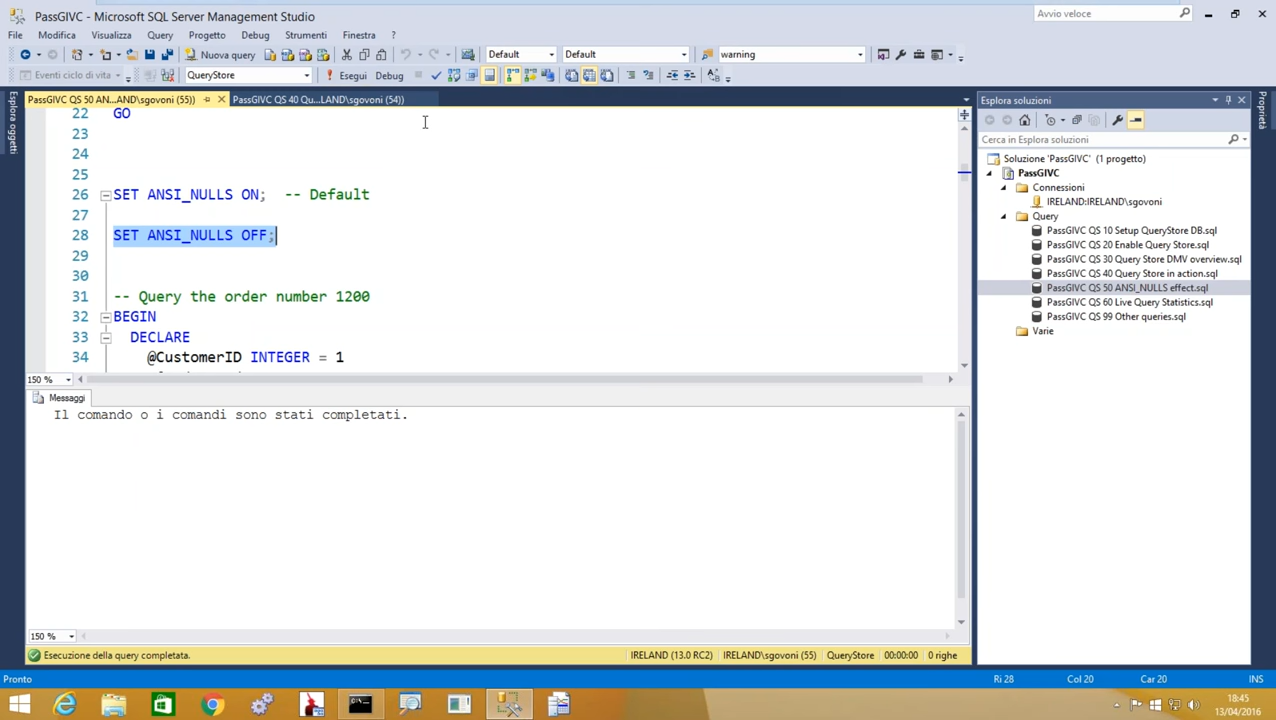 PassGIVC - Microsoft SQL Server Management Studio
Avvio veloce
File Modifica Visualizza Query Progetto Debug Strumenti Finestra ?
Nuova query Default Default warning
Eventi ciclo di vita QueryStore Esegui Debug
PassGIVC QS 50 AN...AND\sgovoni (55)) PassGIVC QS 40 Qu...LAND\sgovoni (54))
Esplora oggetti
22 GO
23
24
25
26 SET ANSI_NULLS ON; -- Default
27
28 SET ANSI_NULLS OFF;
29
30
31 -- Query the order number 1200
32 BEGIN
33 DECLARE
34 @CustomerID INTEGER = 1
150 %
Messaggi
Il comando o i comandi sono stati completati.
150 %
Esecuzione della query completata. IRELAND (13.0 RC2) IRELAND\sgovoni (55) QueryStore 00:00:00 0 righe
Esplora soluzioni
Cerca in Esplora soluzioni
Soluzione 'PassGIVC' (1 progetto)
PassGIVC
Connessioni
IRELAND:IRELAND\sgovoni
Query
PassGIVC QS 10 Setup QueryStore DB.sql
PassGIVC QS 20 Enable Query Store.sql
PassGIVC QS 30 Query Store DMV overview.sql
PassGIVC QS 40 Query Store in action.sql
PassGIVC QS 50 ANSI_NULLS effect.sql
PassGIVC QS 60 Live Query Statistics.sql
PassGIVC QS 99 Other queries.sql
Varie
Proprietà
Pronto Ri 28 Col 20 Car 20 INS
18:45
13/04/2016